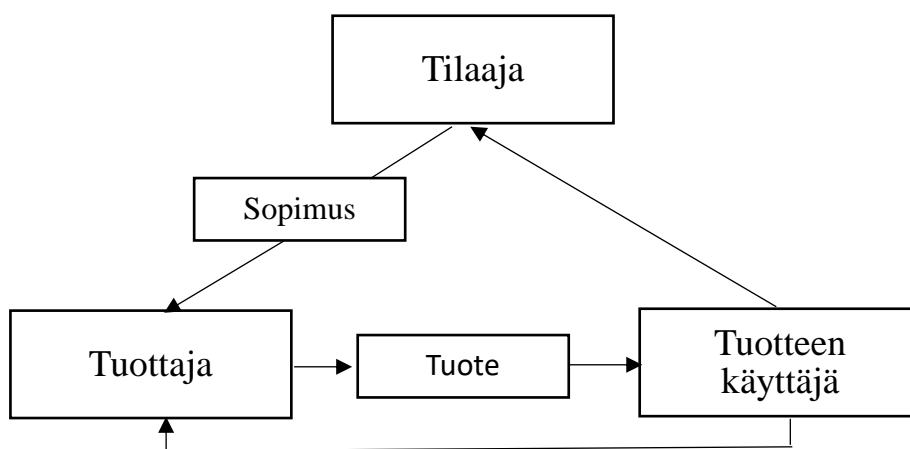 Tilaaja
Sopimus
Tuottaja
Tuote
Tuotteen
käyttäjä